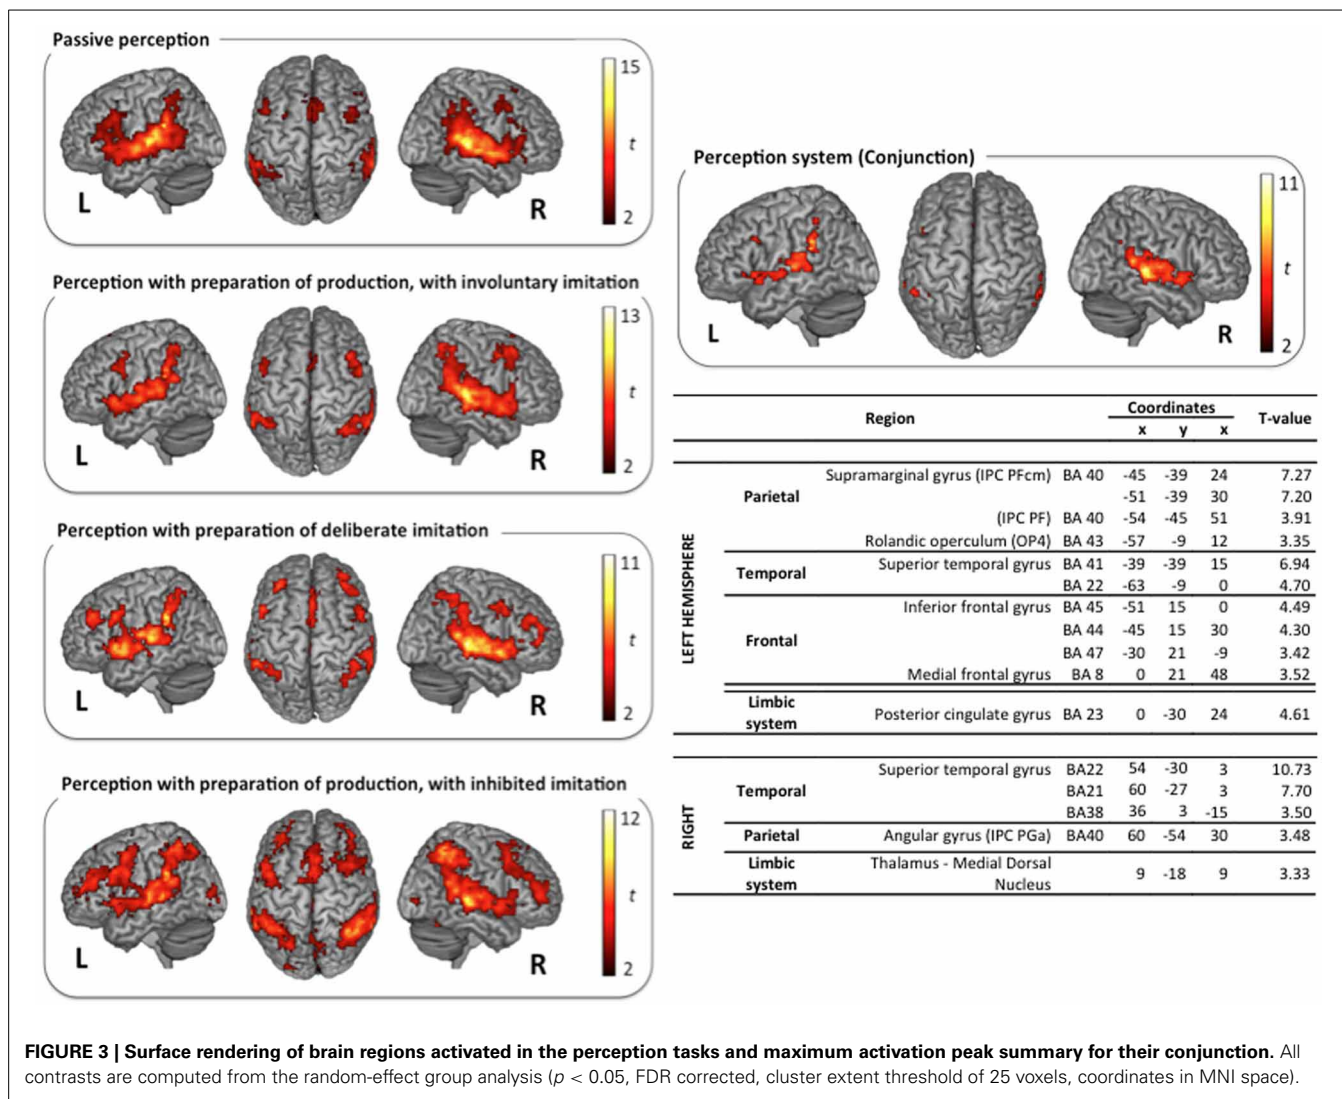 Passive perception
15
t
2
L
R
Perception with preparation of production, with involuntary imitation
13
t
2
L
R
Perception with preparation of deliberate imitation
11
t
2
L
R
Perception with preparation of production, with inhibited imitation
12
t
2
L
R
Perception system (Conjunction)
11
t
2
L
R
Region Coordinates T-value
x y x
LEFT HEMISPHERE
Parietal
Supramarginal gyrus (IPC PFcm) BA 40 -45 -39 24 7.27
-51 -39 30 7.20
(IPC PF) BA 40 -54 -45 51 3.91
Rolandic operculum (OP4) BA 43 -57 -9 12 3.35
Temporal
Superior temporal gyrus BA 41 -39 -39 15 6.94
BA 22 -63 -9 0 4.70
Frontal
Inferior frontal gyrus BA 45 -51 15 0 4.49
BA 44 -45 15 30 4.30
BA 47 -30 21 -9 3.42
Medial frontal gyrus BA 8 0 21 48 3.52
Limbic
system
Posterior cingulate gyrus BA 23 0 -30 24 4.61
RIGHT
Temporal
Superior temporal gyrus BA22 54 -30 3 10.73
BA21 60 -27 3 7.70
BA38 36 3 -15 3.50
Parietal Angular gyrus (IPC PGa) BA40 60 -54 30 3.48
Limbic
system
Thalamus - Medial Dorsal
Nucleus 9 -18 9 3.33
FIGURE 3 | Surface rendering of brain regions activated in the perception tasks and maximum activation peak summary for their conjunction. All
contrasts are computed from the random-effect group analysis (p < 0.05, FDR corrected, cluster extent threshold of 25 voxels, coordinates in MNI space).